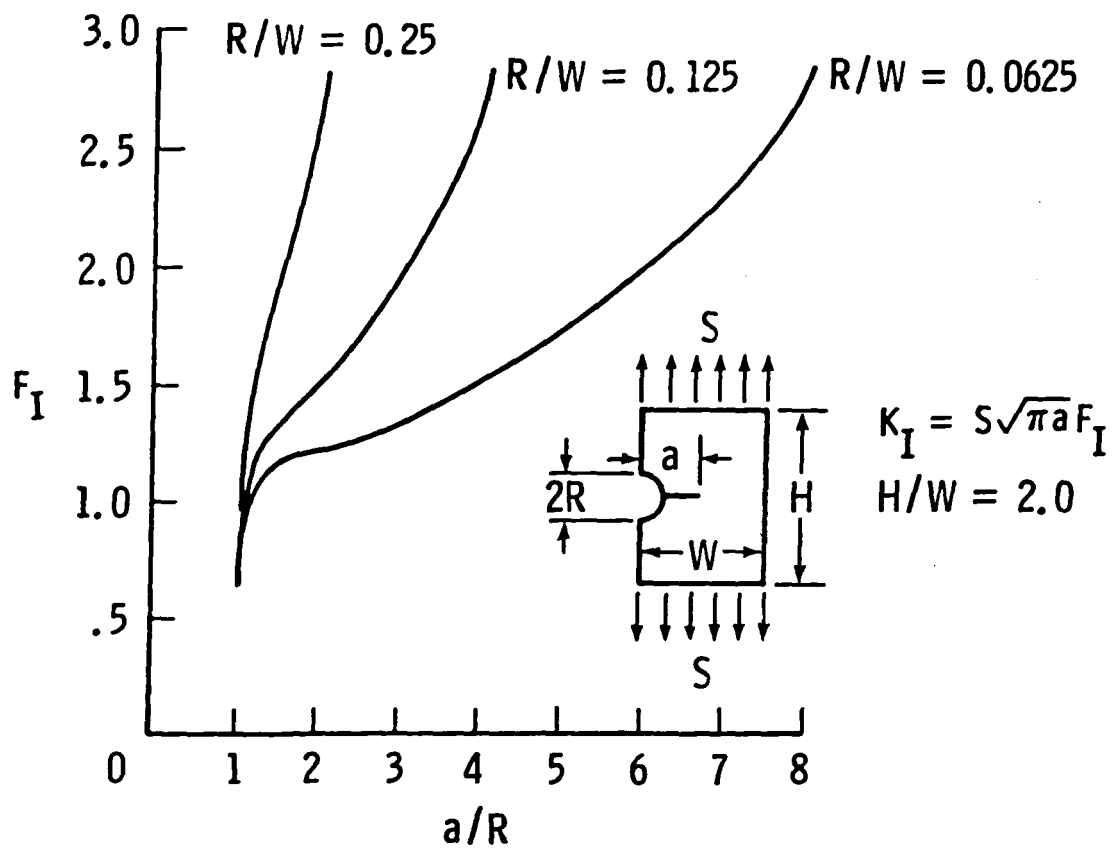 3.0
R/W = 0.25
R/W = 0.125
R/W = 0.0625
2.5
2.0
F_I
1.5
1.0
.5
0
1 2 3 4 5 6 7 8
a/R
S
a
2R
H
W
S
K_I = S√πa F_I
H/W = 2.0